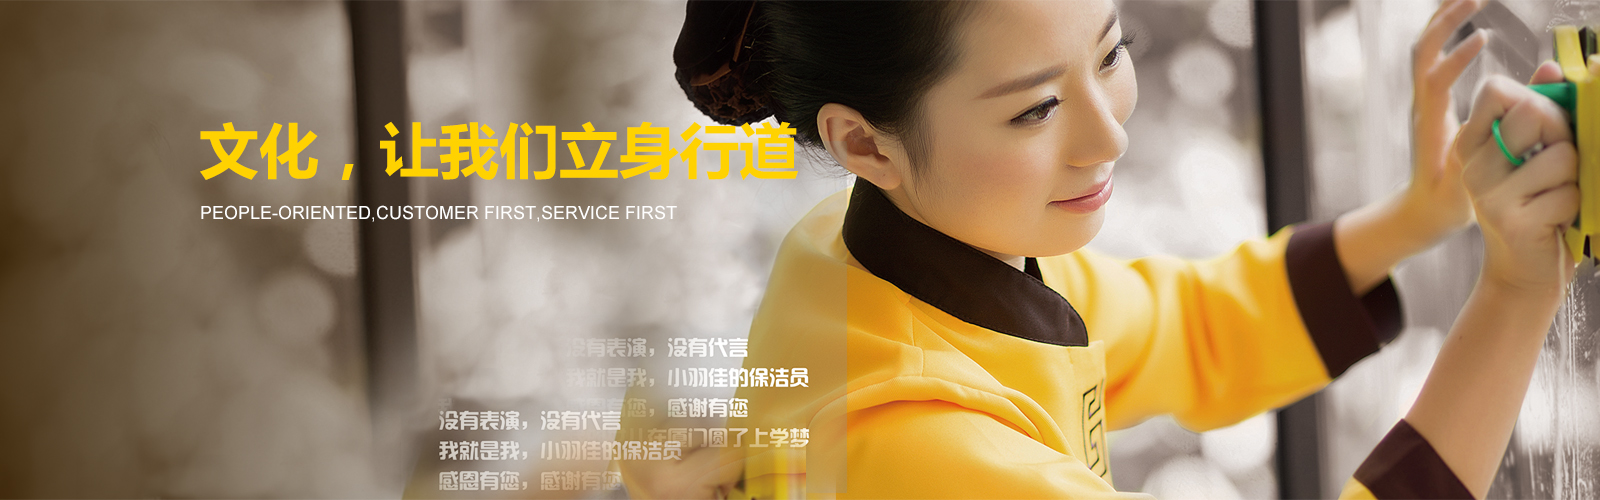 文化，让我们立身行道
PEOPLE-ORIENTED,CUSTOMER FIRST,SERVICE FIRST
没有表演，没有代言
我就是我，小羽佳的保洁员
有您，感谢有您
在厦门圆了上学梦
没有表演，没有代言
我就是我，小羽佳的保洁员
感恩有您，感谢有您